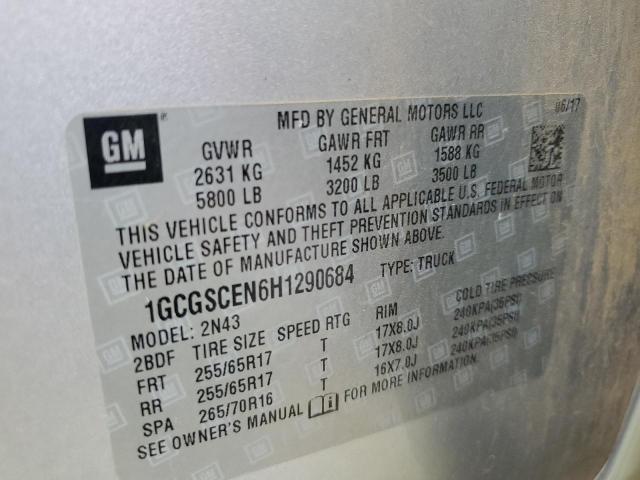 GM
MFD BY GENERAL MOTORS LLC 06/17
GVWR GAWR FRT GAWR RR
2631 KG 1452 KG 1588 KG
5800 LB 3200 LB 3500 LB
THIS VEHICLE CONFORMS TO ALL APPLICABLE U.S. FEDERAL MOTOR
VEHICLE SAFETY AND THEFT PREVENTION STANDARDS IN EFFECT ON
THE DATE OF MANUFACTURE SHOWN ABOVE.
1GCGSCEN6H1290684 TYPE: TRUCK
MODEL: 2N43
2BDF TIRE SIZE SPEED RTG RIM COLD TIRE PRESSURE
FRT 255/65R17 T 17X8.0J 240KPA(35PSI)
RR 255/65R17 T 17X8.0J 240KPA(35PSI)
SPA 265/70R16 T 16X7.0J 240KPA(35PSI)
SEE OWNER'S MANUAL FOR MORE INFORMATION.